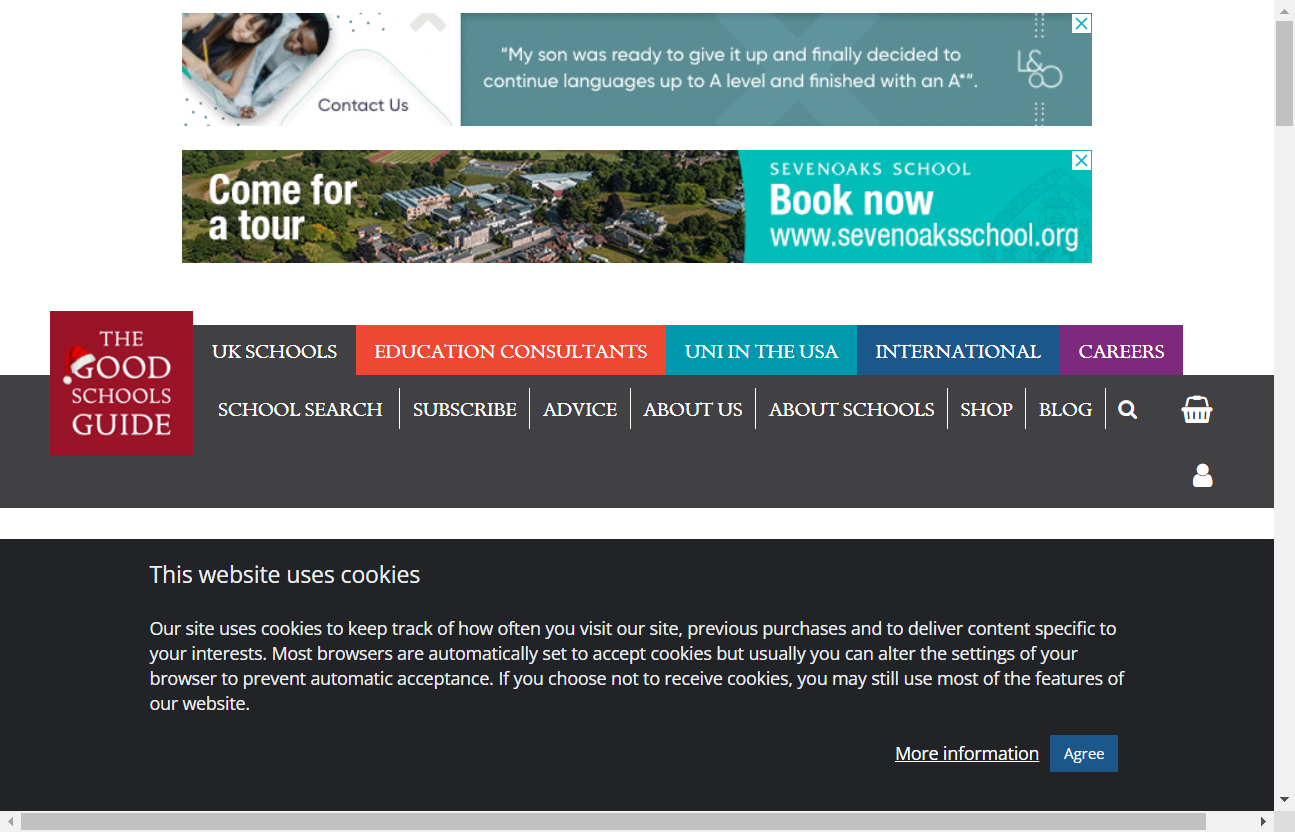 Contact Us
“My son was ready to give it up and finally decided to
continue languages up to A level and finished with an A*”.
L&
Come for
a tour
SEVENOAKS SCHOOL
Book now
www.sevenoaksschool.org
THE
GOOD
SCHOOLS
GUIDE
UK SCHOOLS EDUCATION CONSULTANTS UNI IN THE USA INTERNATIONAL CAREERS
SCHOOL SEARCH SUBSCRIBE ADVICE ABOUT US ABOUT SCHOOLS SHOP BLOG
This website uses cookies
Our site uses cookies to keep track of how often you visit our site, previous purchases and to deliver content specific to
your interests. Most browsers are automatically set to accept cookies but usually you can alter the settings of your
browser to prevent automatic acceptance. If you choose not to receive cookies, you may still use most of the features of
our website.
More information Agree